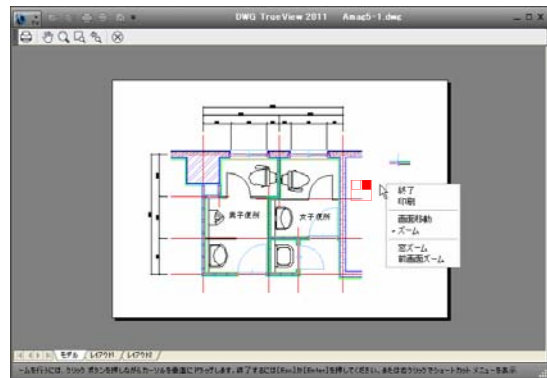 DWG TrueView 2011 Amag5-1.dwg
男子便所
女子便所
終了
印刷
画面移動
ズーム
窓ズーム
前画面ズーム
モデル
レイアウト1
レイアウト2
ズームを行うには、クリック ボタンを押しながらカーソルを垂直にドラッグします。終了するには[Esc]か[Enter]を押してください、または右クリックでショートカット メニューを表示